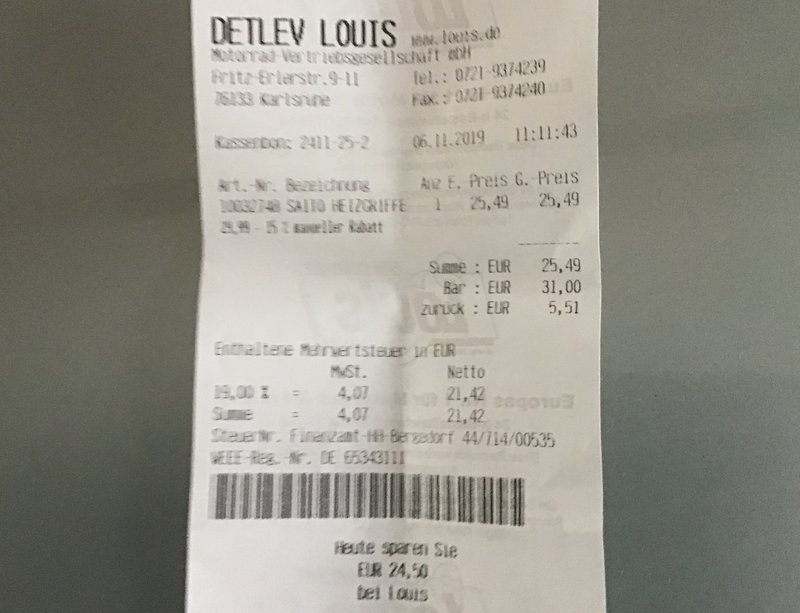 DETLEV LOUIS www.louis.de
Motorrad-Vertriebsgesellschaft mbH
Fritz-Erlerstr.9-11 Tel.: 0721-9374239
76133 Karlsruhe Fax.: 0721-9374240
Kassenbon: 2411-25-2 06.11.2019 11:11:43
Art.-Nr. Bezeichnung Anz E. Preis G.-Preis
10032748 SAITO HEIZGRIFFE 1 25,49 25,49
29,99 - 15 % manueller Rabatt
Summe : EUR 25,49
Bar : EUR 31,00
zurück : EUR 5,51
Enthaltene Mehrwertsteuer in EUR
MwSt. Netto
19,00 % = 4,07 21,42
Summe = 4,07 21,42
SteuerNr. Finanzamt-HH-Bergedorf 44/714/00535
WEEE-Reg.-Nr. DE 65343111
Heute sparen Sie
EUR 24,50
bei Louis